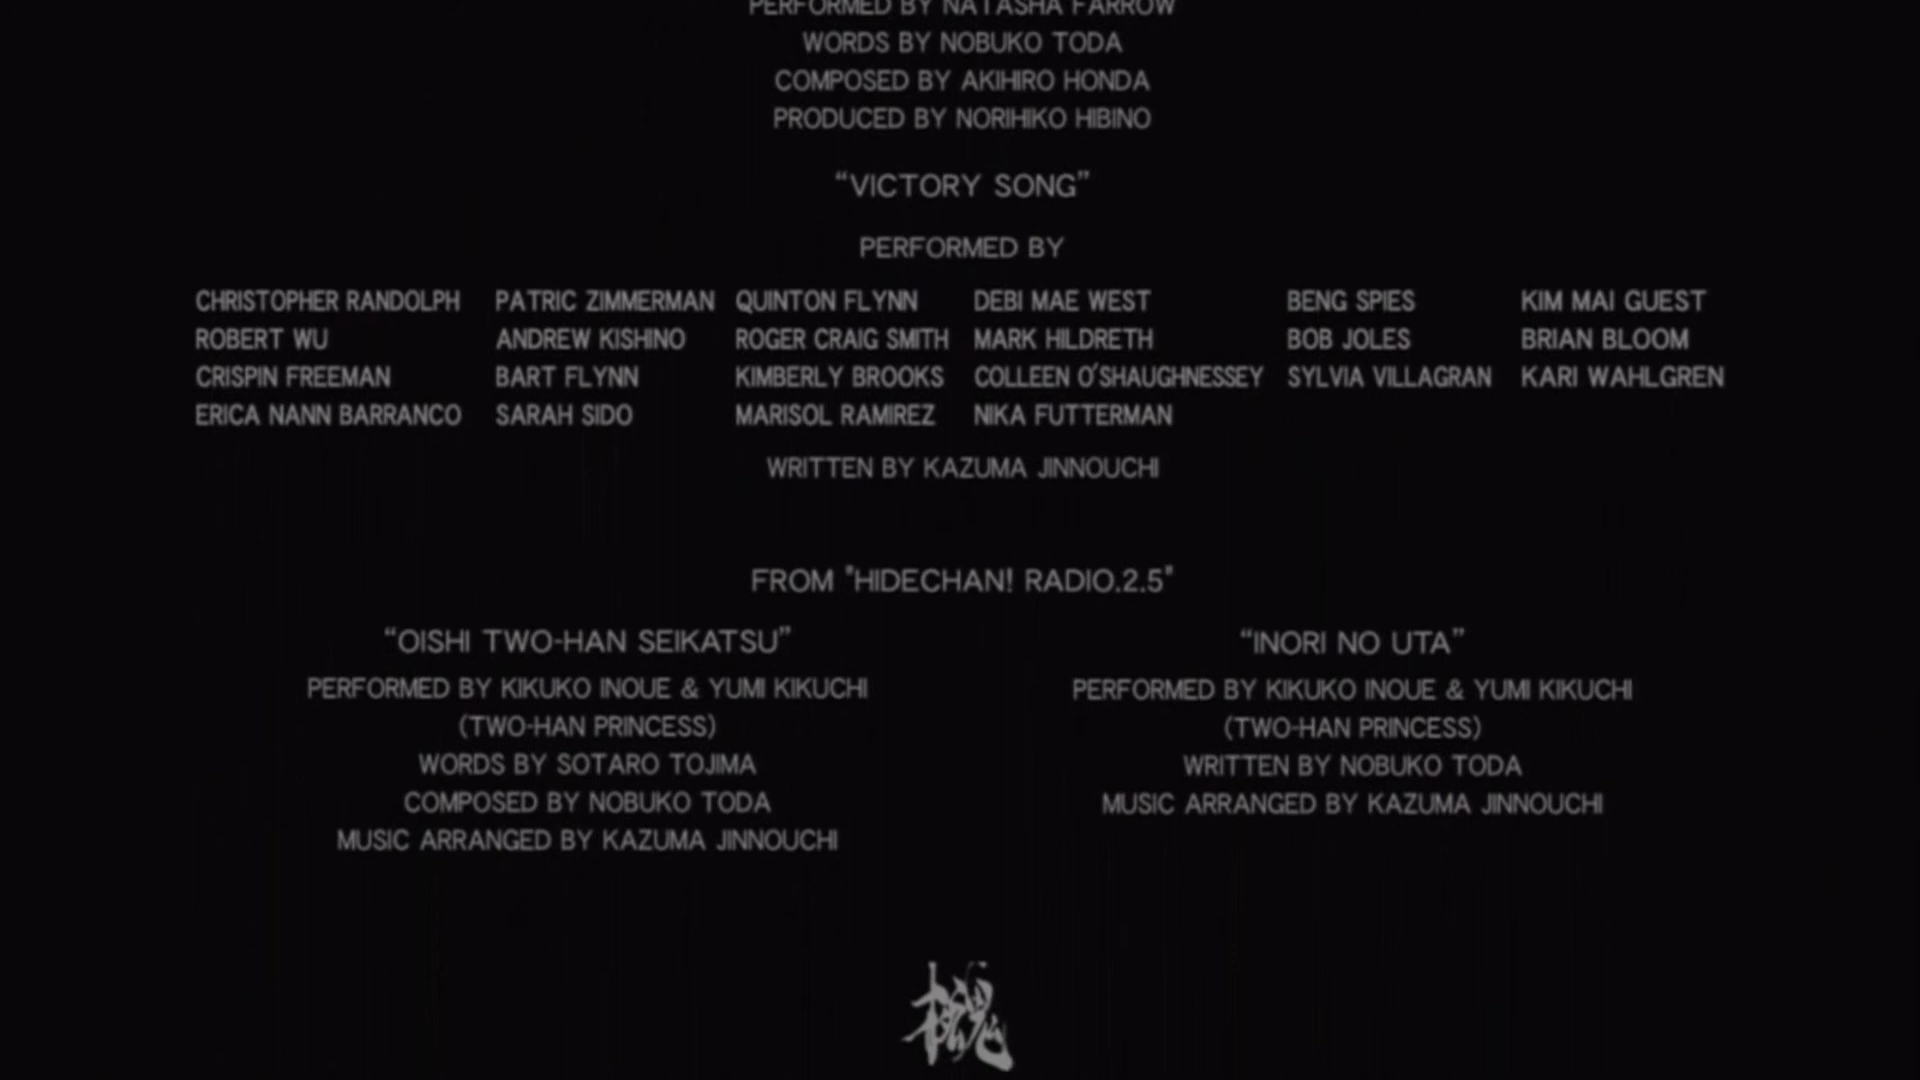 PERFORMED BY NATASHA FARROW
WORDS BY NOBUKO TODA
COMPOSED BY AKIHIRO HONDA
PRODUCED BY NORIHIKO HIBINO
“VICTORY SONG”
PERFORMED BY
CHRISTOPHER RANDOLPH PATRIC ZIMMERMAN QUINTON FLYNN DEBI MAE WEST BENG SPIES KIM MAI GUEST
ROBERT WU ANDREW KISHINO ROGER CRAIG SMITH MARK HILDRETH BOB JOLES BRIAN BLOOM
CRISPIN FREEMAN BART FLYNN KIMBERLY BROOKS COLLEEN O'SHAUGHNESSEY SYLVIA VILLAGRAN KARI WAHLGREN
ERICA NANN BARRANCO SARAH SIDO MARISOL RAMIREZ NIKA FUTTERMAN
WRITTEN BY KAZUMA JINNOUCHI
FROM "HIDECHAN! RADIO.2.5"
“OISHI TWO-HAN SEIKATSU”
PERFORMED BY KIKUKO INOUE & YUMI KIKUCHI
(TWO-HAN PRINCESS)
WORDS BY SOTARO TOJIMA
COMPOSED BY NOBUKO TODA
MUSIC ARRANGED BY KAZUMA JINNOUCHI
“INORI NO UTA”
PERFORMED BY KIKUKO INOUE & YUMI KIKUCHI
(TWO-HAN PRINCESS)
WRITTEN BY NOBUKO TODA
MUSIC ARRANGED BY KAZUMA JINNOUCHI